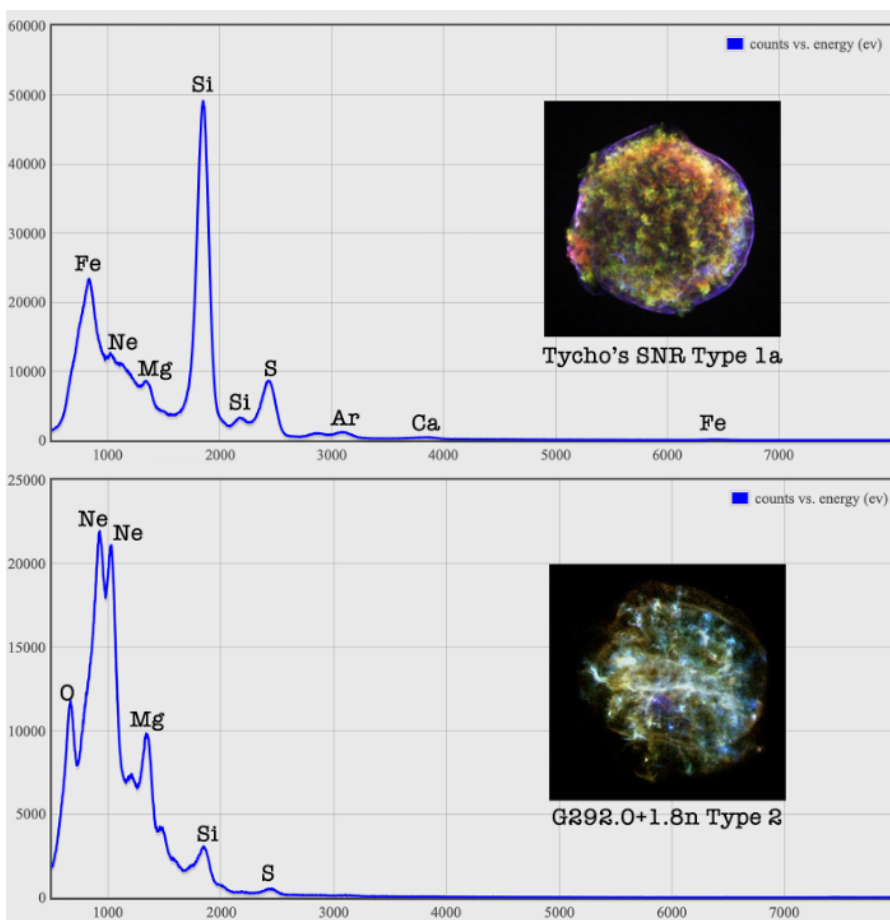 60000
counts vs. energy (ev)
50000
40000
30000
20000
10000
0
Si
Fe
Ne
Mg
Si
S
Ar
Ca
Fe
Tycho's SNR Type 1a
1000 2000 3000 4000 5000 6000 7000
25000
counts vs. energy (ev)
20000
15000
10000
5000
0
Ne
Ne
O
Mg
Si
S
G292.0+1.8n Type 2
1000 2000 3000 4000 5000 6000 7000